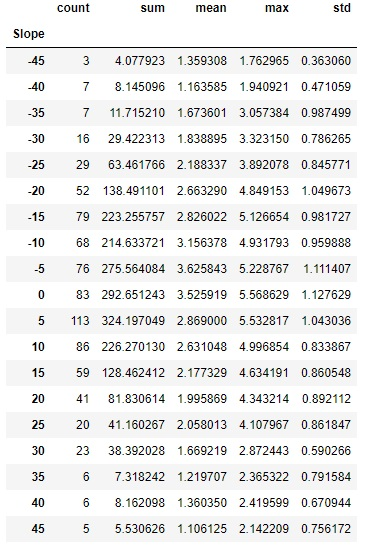 count sum mean max std
Slope
-45 3 4.077923 1.359308 1.762965 0.363060
-40 7 8.145096 1.163585 1.940921 0.471059
-35 7 11.715210 1.673601 3.057384 0.987499
-30 16 29.422313 1.838895 3.323150 0.786265
-25 29 63.461766 2.188337 3.892078 0.845771
-20 52 138.491101 2.663290 4.849153 1.049673
-15 79 223.255757 2.826022 5.126654 0.981727
-10 68 214.633721 3.156378 4.931793 0.959888
-5 76 275.564084 3.625843 5.228767 1.111407
0 83 292.651243 3.525919 5.568629 1.127629
5 113 324.197049 2.869000 5.532817 1.043036
10 86 226.270130 2.631048 4.996854 0.833867
15 59 128.462412 2.177329 4.634191 0.860548
20 41 81.830614 1.995869 4.343214 0.892112
25 20 41.160267 2.058013 4.107967 0.861847
30 23 38.392028 1.669219 2.872443 0.590266
35 6 7.318242 1.219707 2.365322 0.791584
40 6 8.162098 1.360350 2.419599 0.670944
45 5 5.530626 1.106125 2.142209 0.756172